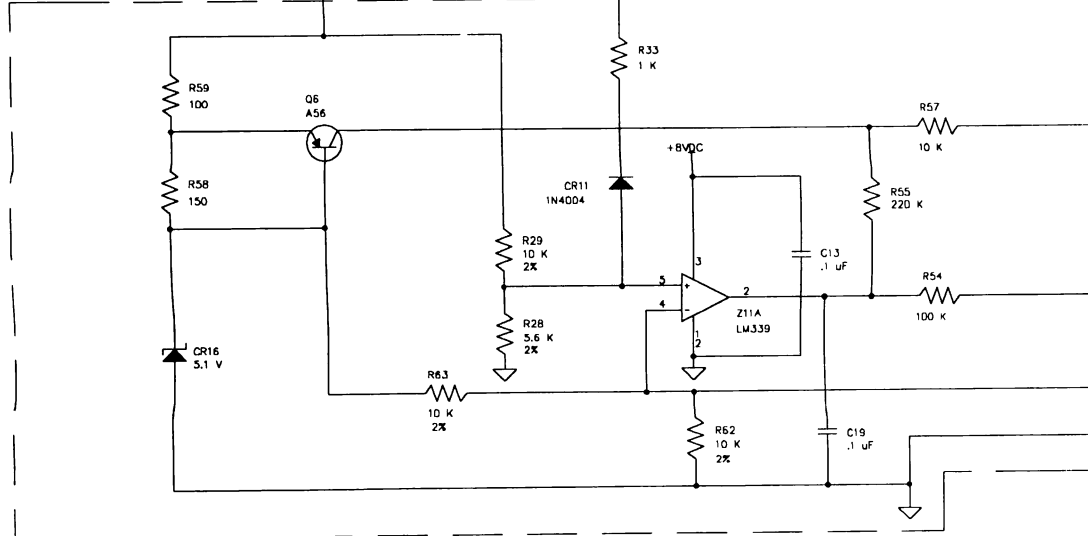 R33
1 K
R59
100
Q6
A56
R57
10 K
+8VDC
R58
150
CR11
1N4004
R55
220 K
R29
10 K
2%
C13
.1 uF
3
5
+
4
-
2
Z11A
LM339
1
2
R54
100 K
R28
5.6 K
2%
CR16
5.1 V
R63
10 K
2%
R62
10 K
2%
C19
.1 uF